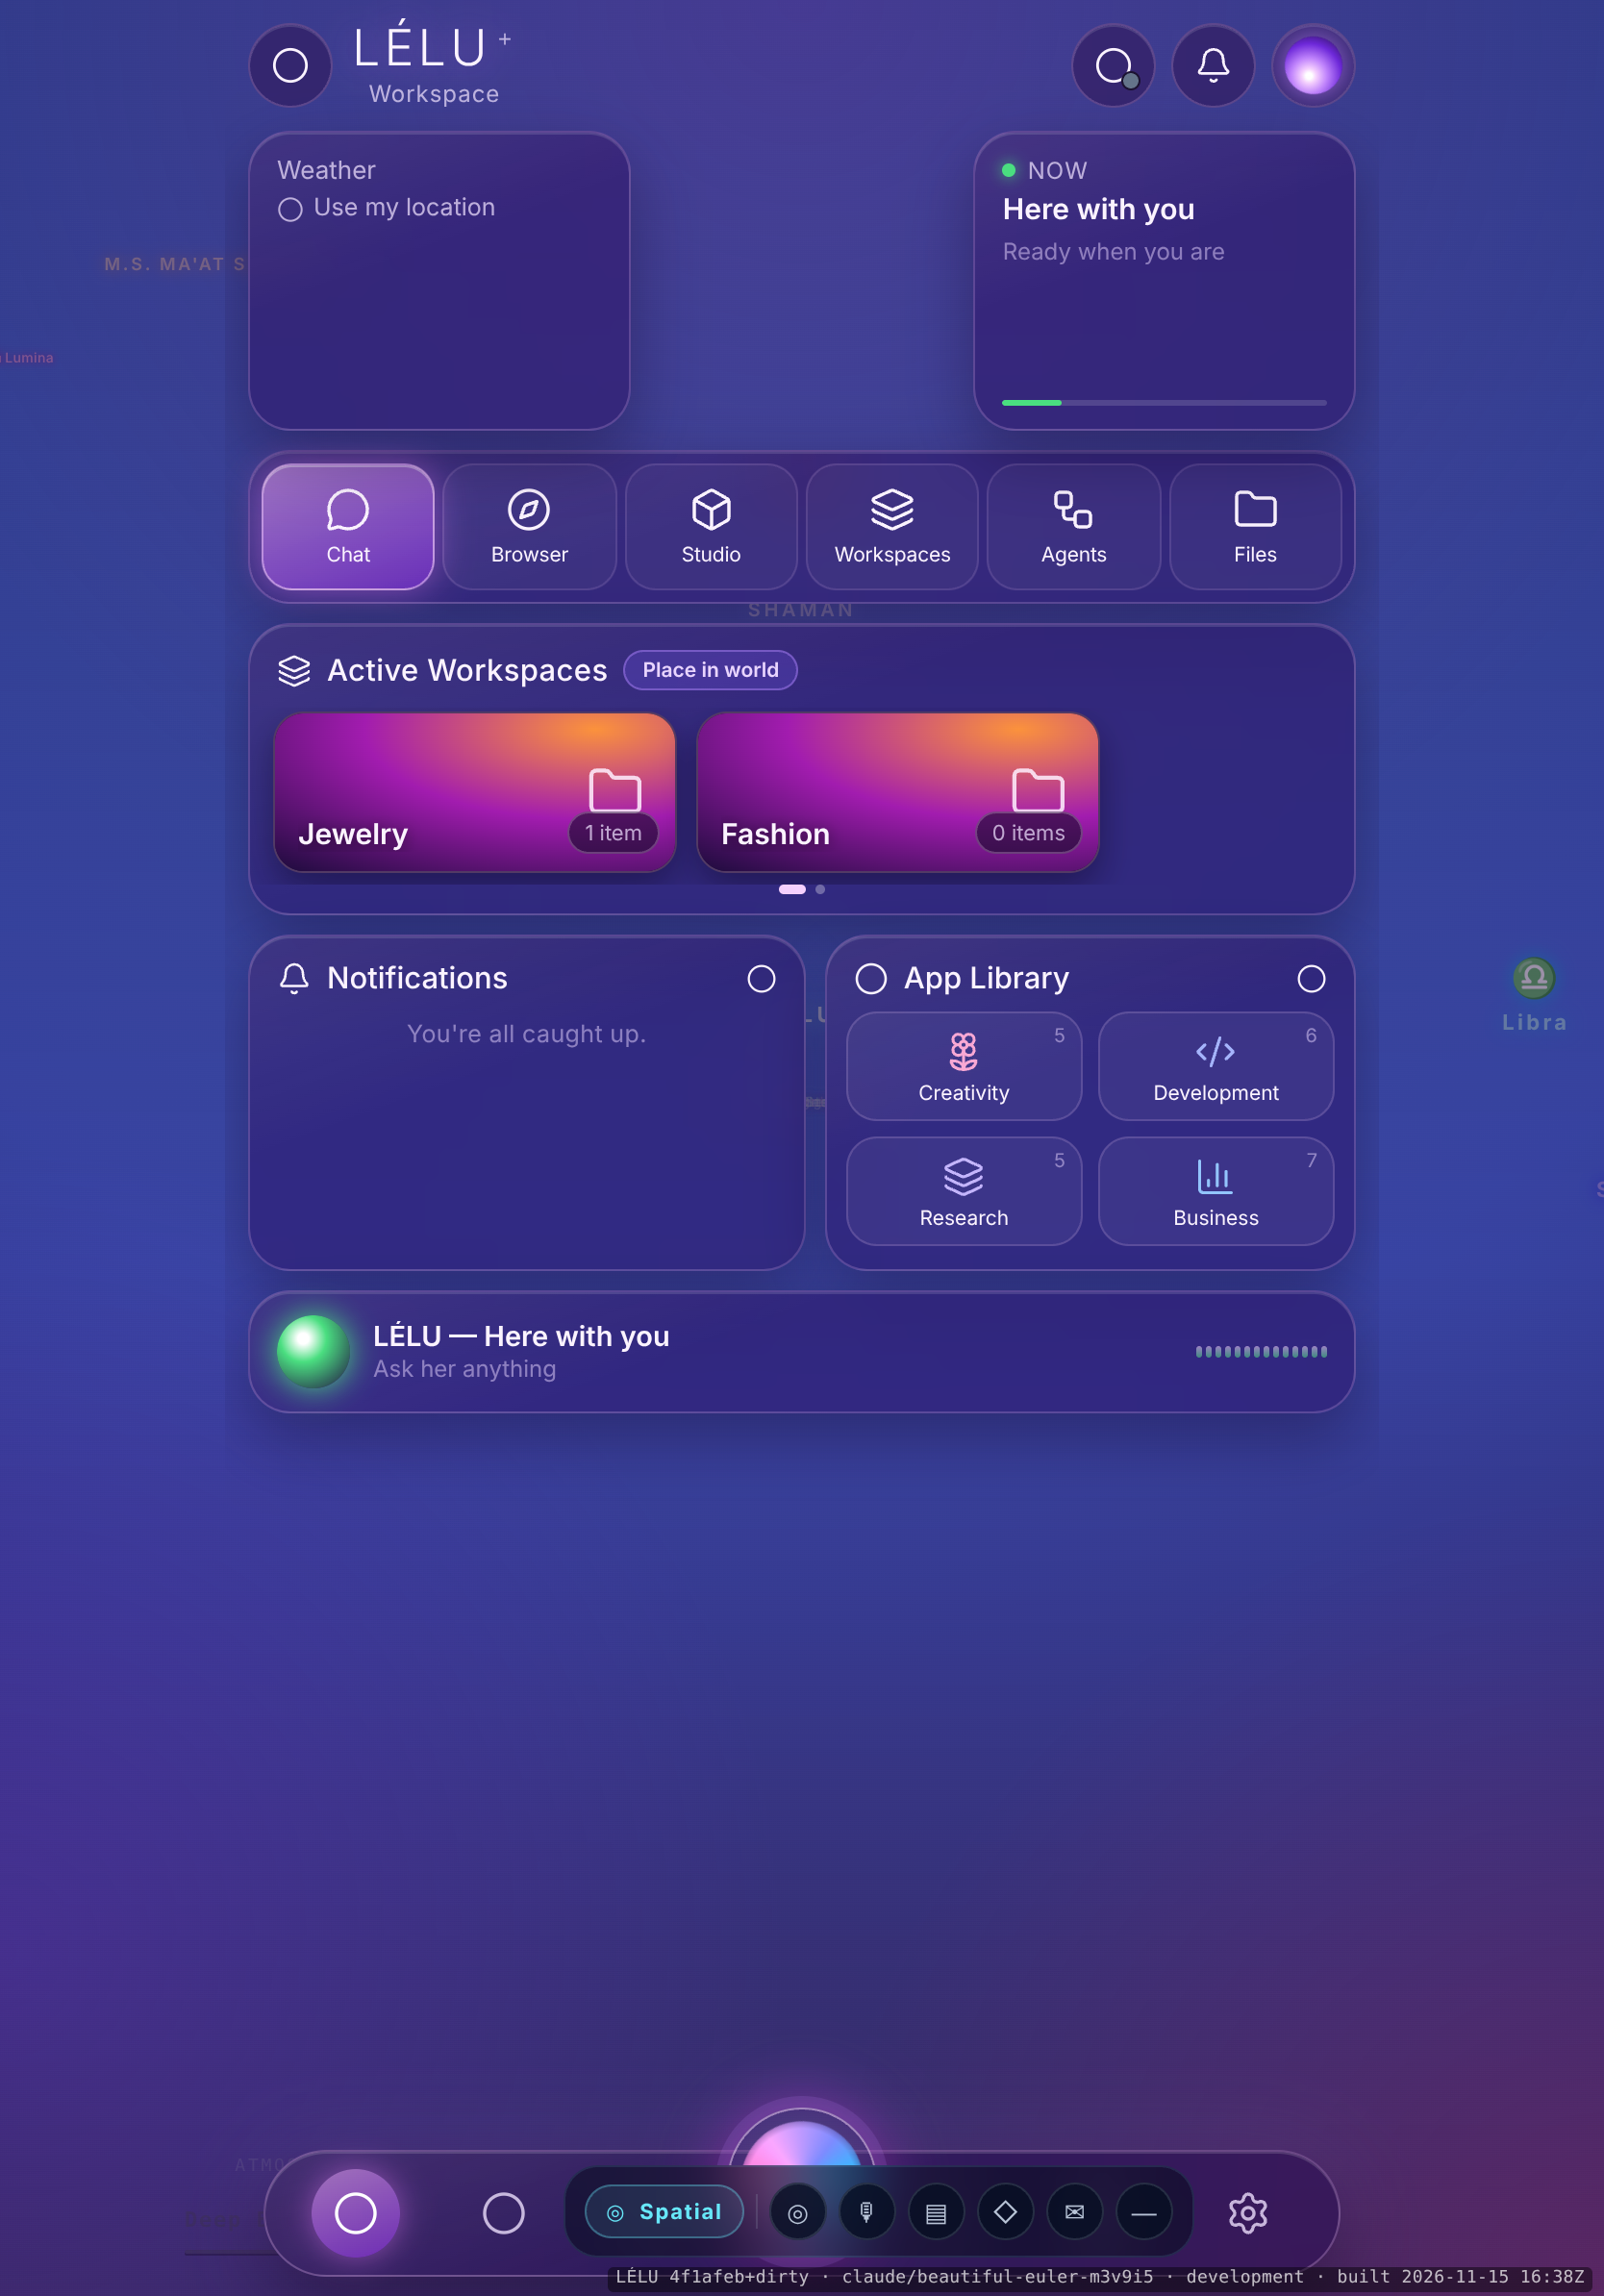 LÉLU +
Workspace
Weather
Use my location
NOW
Here with you
Ready when you are
M.S. MA'AT S
Lumina
Chat
Browser
Studio
Workspaces
Agents
Files
SHAMAN
Active Workspaces
Place in world
Jewelry
1 item
Fashion
0 items
Notifications
You're all caught up.
LU
App Library
5
Creativity
6
Development
5
Research
7
Business
Libra
LÉLU — Here with you
Ask her anything
ATMO
Spatial
LÉLU 4f1afeb+dirty · claude/beautiful-euler-m3v9i5 · development · built 2026-11-15 16:38Z